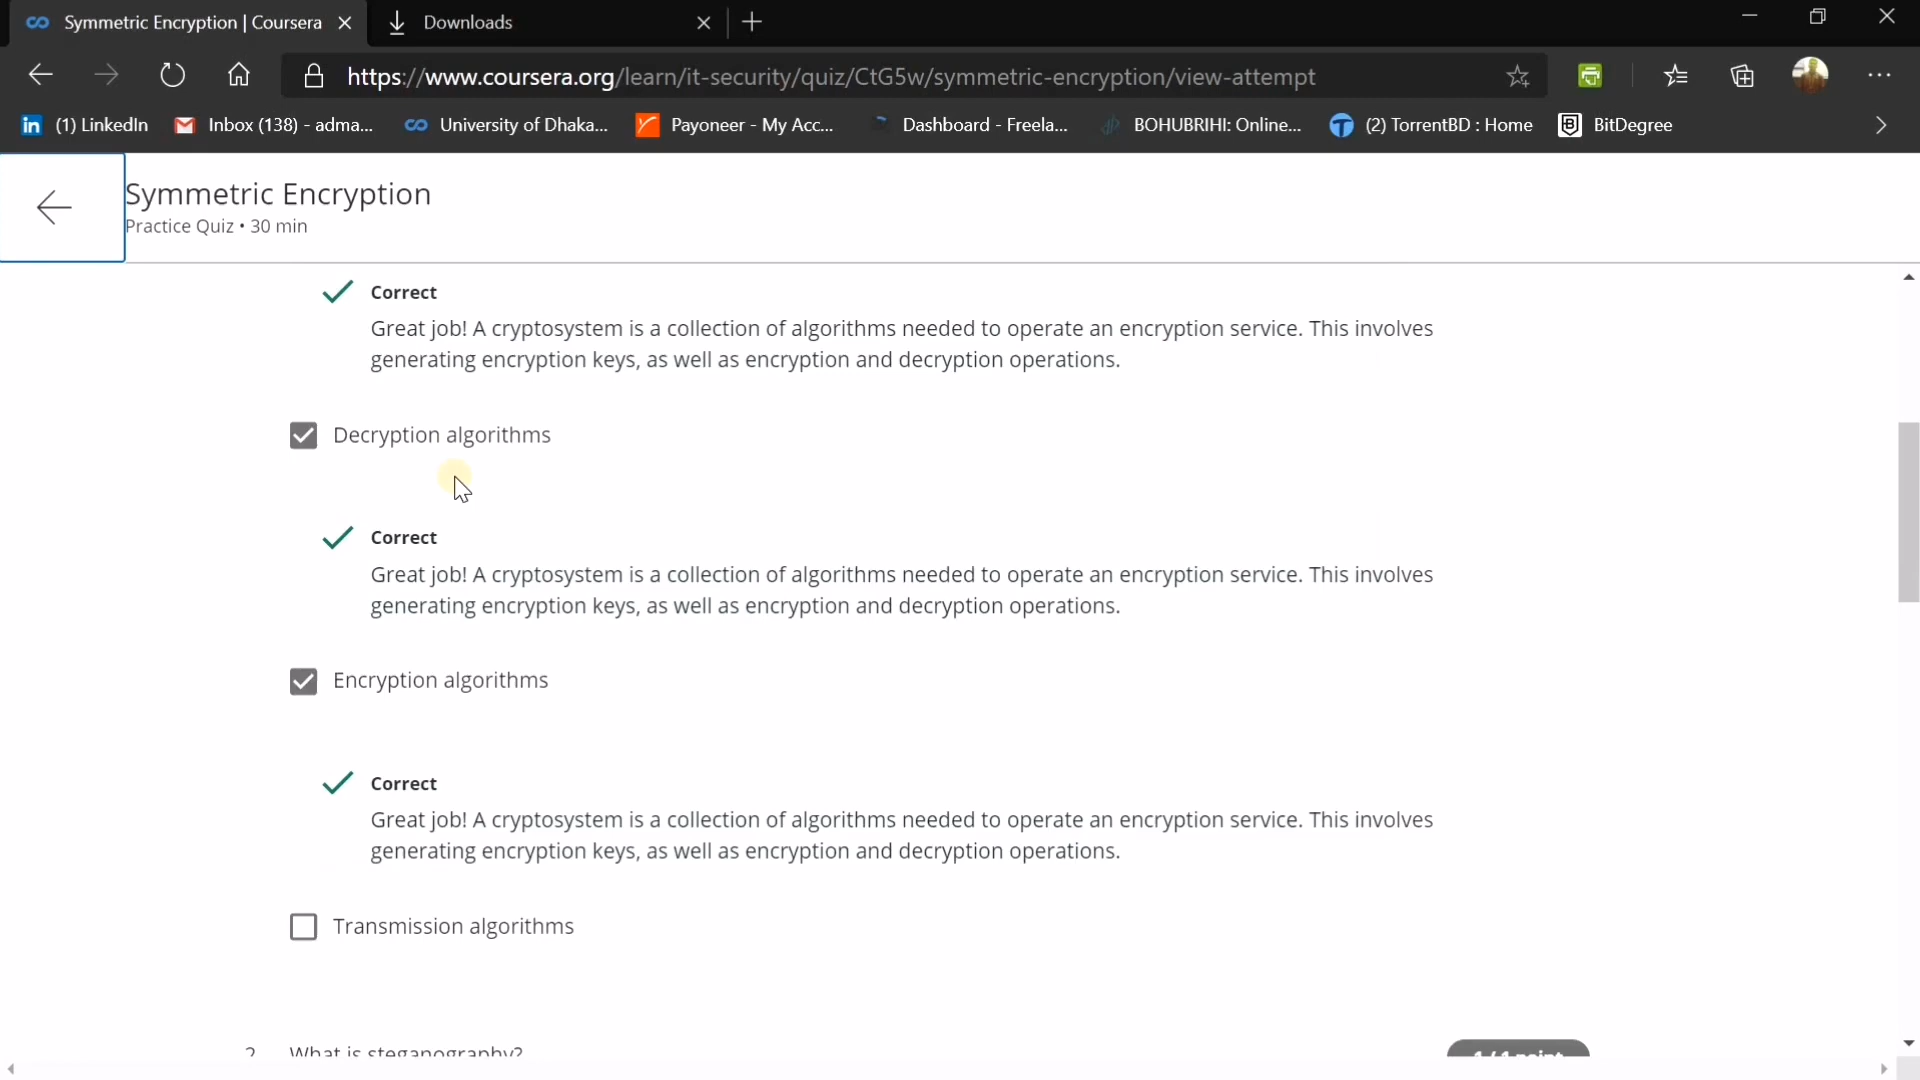 Symmetric Encryption | Coursera
Downloads
https://www.coursera.org/learn/it-security/quiz/CtG5w/symmetric-encryption/view-attempt
(1) LinkedIn
Inbox (138) - adma...
University of Dhaka...
Payoneer - My Acc...
Dashboard - Freela...
BOHUBRIHI: Online...
(2) TorrentBD : Home
BitDegree
Symmetric Encryption
Practice Quiz • 30 min
Correct
Great job! A cryptosystem is a collection of algorithms needed to operate an encryption service. This involves
generating encryption keys, as well as encryption and decryption operations.
Decryption algorithms
Correct
Great job! A cryptosystem is a collection of algorithms needed to operate an encryption service. This involves
generating encryption keys, as well as encryption and decryption operations.
Encryption algorithms
Correct
Great job! A cryptosystem is a collection of algorithms needed to operate an encryption service. This involves
generating encryption keys, as well as encryption and decryption operations.
Transmission algorithms
2. What is steganography?
1 / 1 point